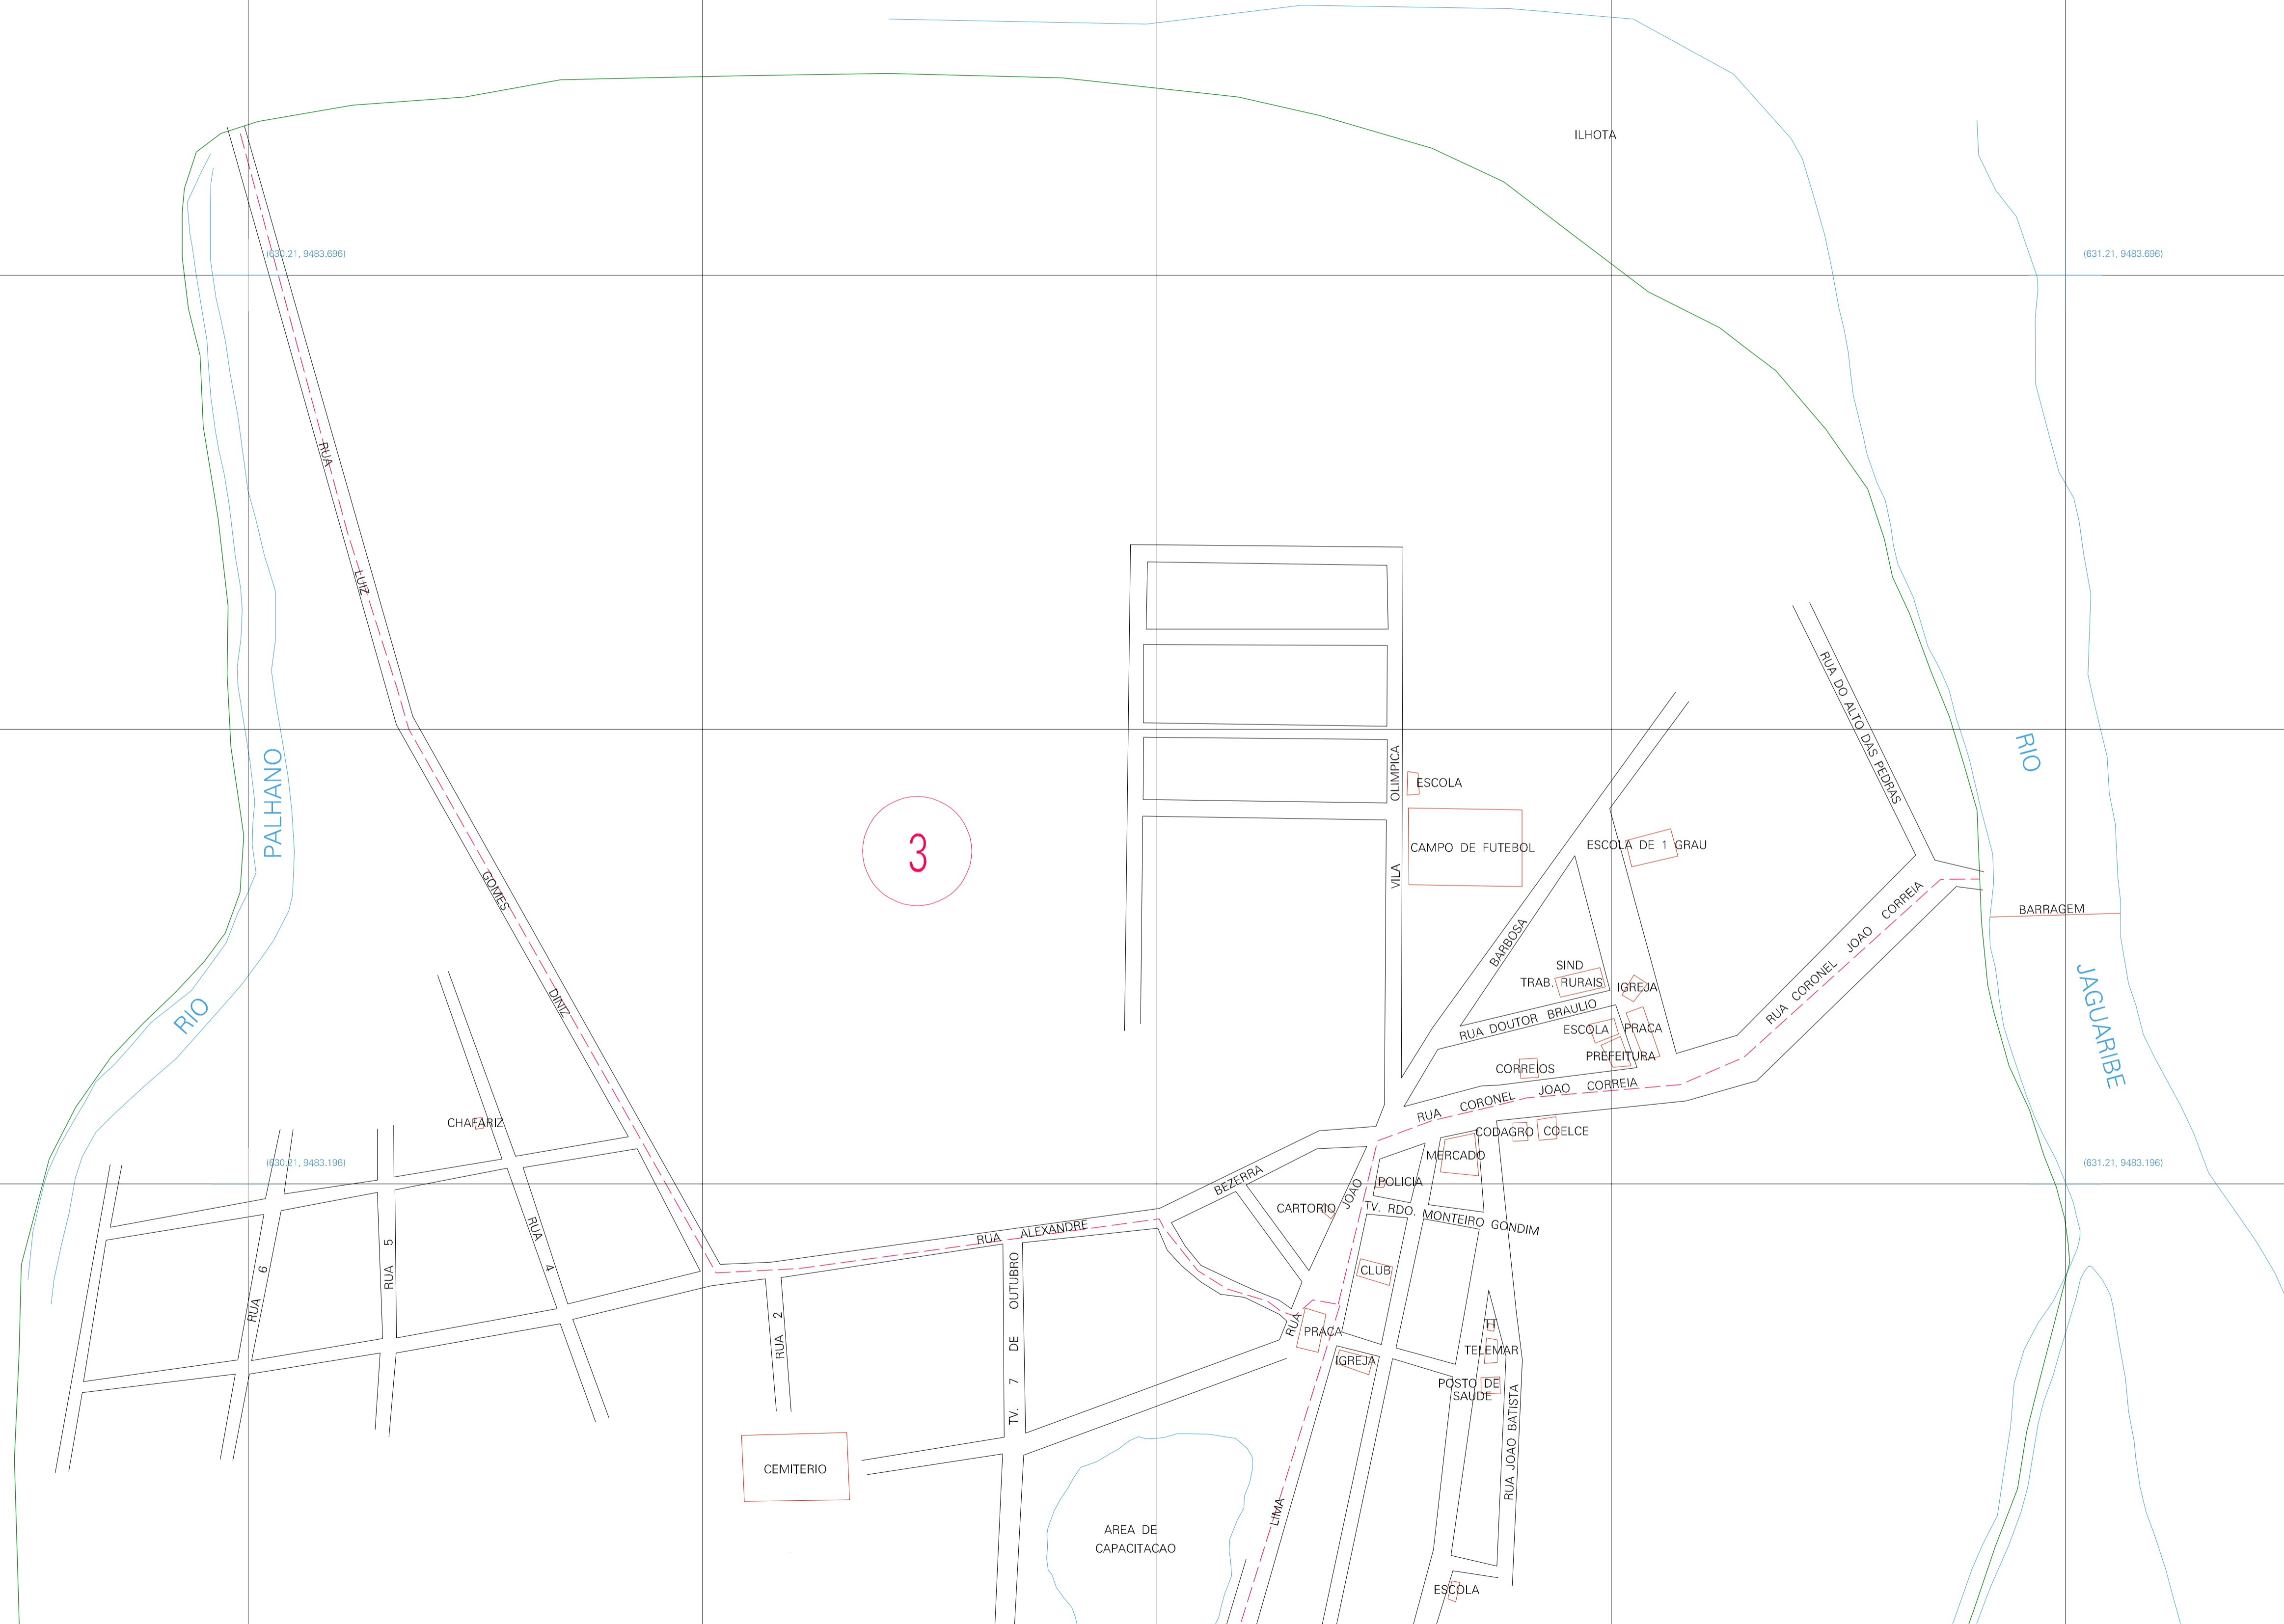 ILHOTA
(630.21, 9483.696)
(631.21, 9483.696)
RUA LUIZ GOMES DINIZ
RIO PALHANO
RIO JAGUARIBE
RUA DO ALTO DAS PEDRAS
VILA OLIMPICA
ESCOLA
CAMPO DE FUTEBOL
ESCOLA DE 1 GRAU
3
BARBOSA
BARRAGEM
RUA CORONEL JOAO CORREIA
SIND
TRAB. RURAIS
IGREJA
RUA DOUTOR BRAULIO
ESCOLA
PRACA
PREFEITURA
CORREIOS
RUA CORONEL JOAO CORREIA
CHAFARIZ
CODAGRO
COELCE
MERCADO
(630.21, 9483.196)
(631.21, 9483.196)
BEZERRA
POLICIA
CARTORIO
JOAO
TV. RDO. MONTEIRO GONDIM
RUA ALEXANDRE
RUA 4
RUA 5
RUA 6
RUA 2
TV. 7 DE OUTUBRO
CLUB
RUA
PRACA
TT
TELEMAR
IGREJA
POSTO DE
SAUDE
RUA JOAO BATISTA
CEMITERIO
LIMA
AREA DE
CAPACITACAO
ESCOLA